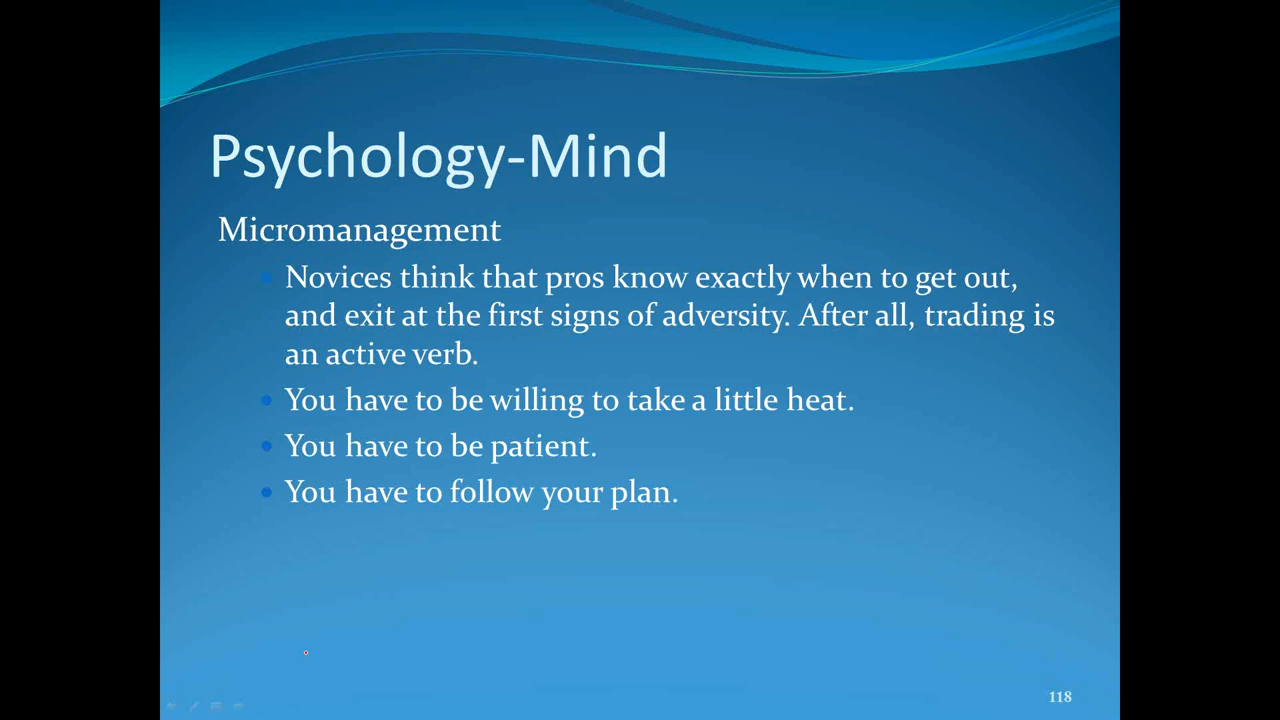 Psychology-Mind
Micromanagement
Novices think that pros know exactly when to get out,
and exit at the first signs of adversity. After all, trading is
an active verb.
You have to be willing to take a little heat.
You have to be patient.
You have to follow your plan.
118